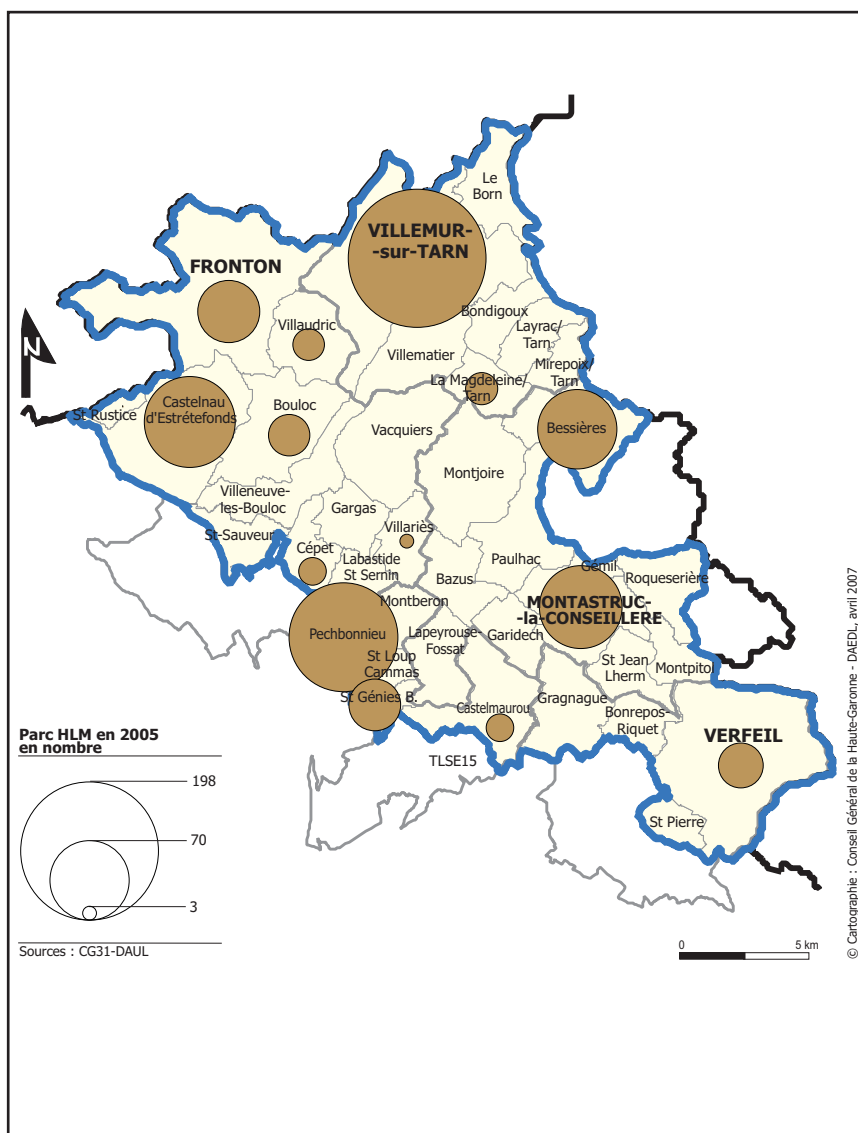 Le
Born
VILLEMUR-
-sur-TARN
FRONTON
Bondigoux
Villaudric
Layrac/
Tarn
Villematier
Mirepoix/
Tarn
La Magdeleine/
Tarn
N
Castelnau
d'Estrétefonds
St Rustice
Bouloc
Vacquiers
Bessières
Montjoire
Villeneuve-
les-Bouloc
Gargas
St-Sauveur
Villariès
Cépet
Labastide
St Sernin
Paulhac
Gémil
Roqueserière
Bazus
Montberon
MONTASTRUC-
-la-CONSEILLERE
Pechbonnieu
Lapeyrouse-
Fossat
Garidech
St Loup
Cammas
St Jean
Lherm
Montpitol
St Génies B.
Gragnague
Castelmaurou
Bonrepos-
Riquet
VERFEIL
TLSE15
St Pierre
Parc HLM en 2005
en nombre
198
70
3
Sources : CG31-DAUL
0 5 km
© Cartographie : Conseil Général de la Haute-Garonne - DAEDL, avril 2007